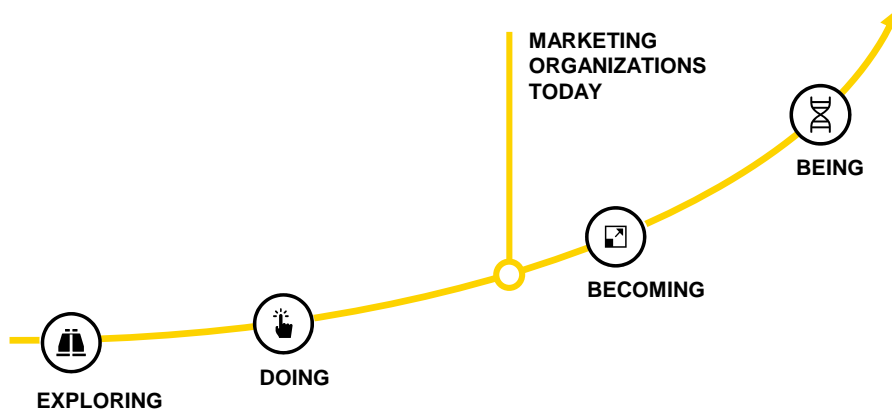 MARKETING
ORGANIZATIONS
TODAY
BEING
BECOMING
DOING
EXPLORING